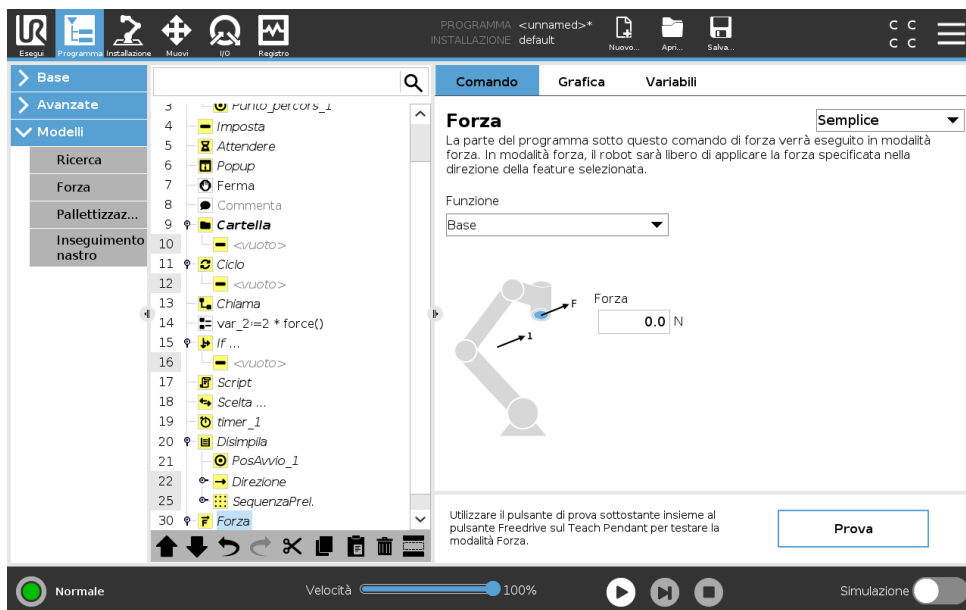 PROGRAMMA <unnamed>*
INSTALLAZIONE default
Esegui
Programma
Installazione
Muovi
I/O
Registro
Nuovo...
Apri...
Salva...
C C
C C
Base
Avanzate
Modelli
Ricerca
Forza
Pallettizzaz...
Inseguimento
nastro
3 Punto_percors_1
4 Imposta
5 Attendere
6 Popup
7 Ferma
8 Commenta
9 Cartella
10 <vuoto>
11 Ciclo
12 <vuoto>
13 Chiama
14 var_2:=2 * force()
15 If ...
16 <vuoto>
17 Script
18 Scelta ...
19 timer_1
20 Disimpila
21 PosAvvio_1
22 Direzione
25 SequenzaPrel.
30 Forza
Comando
Grafica
Variabili
Forza
Semplice
La parte del programma sotto questo comando di forza verrà eseguito in modalità
forza. In modalità forza, il robot sarà libero di applicare la forza specificata nella
direzione della feature selezionata.
Funzione
Base
F
1
Forza
0.0 N
Utilizzare il pulsante di prova sottostante insieme al
pulsante Freedrive sul Teach Pendant per testare la
modalità Forza.
Prova
Normale
Velocità
100%
Simulazione